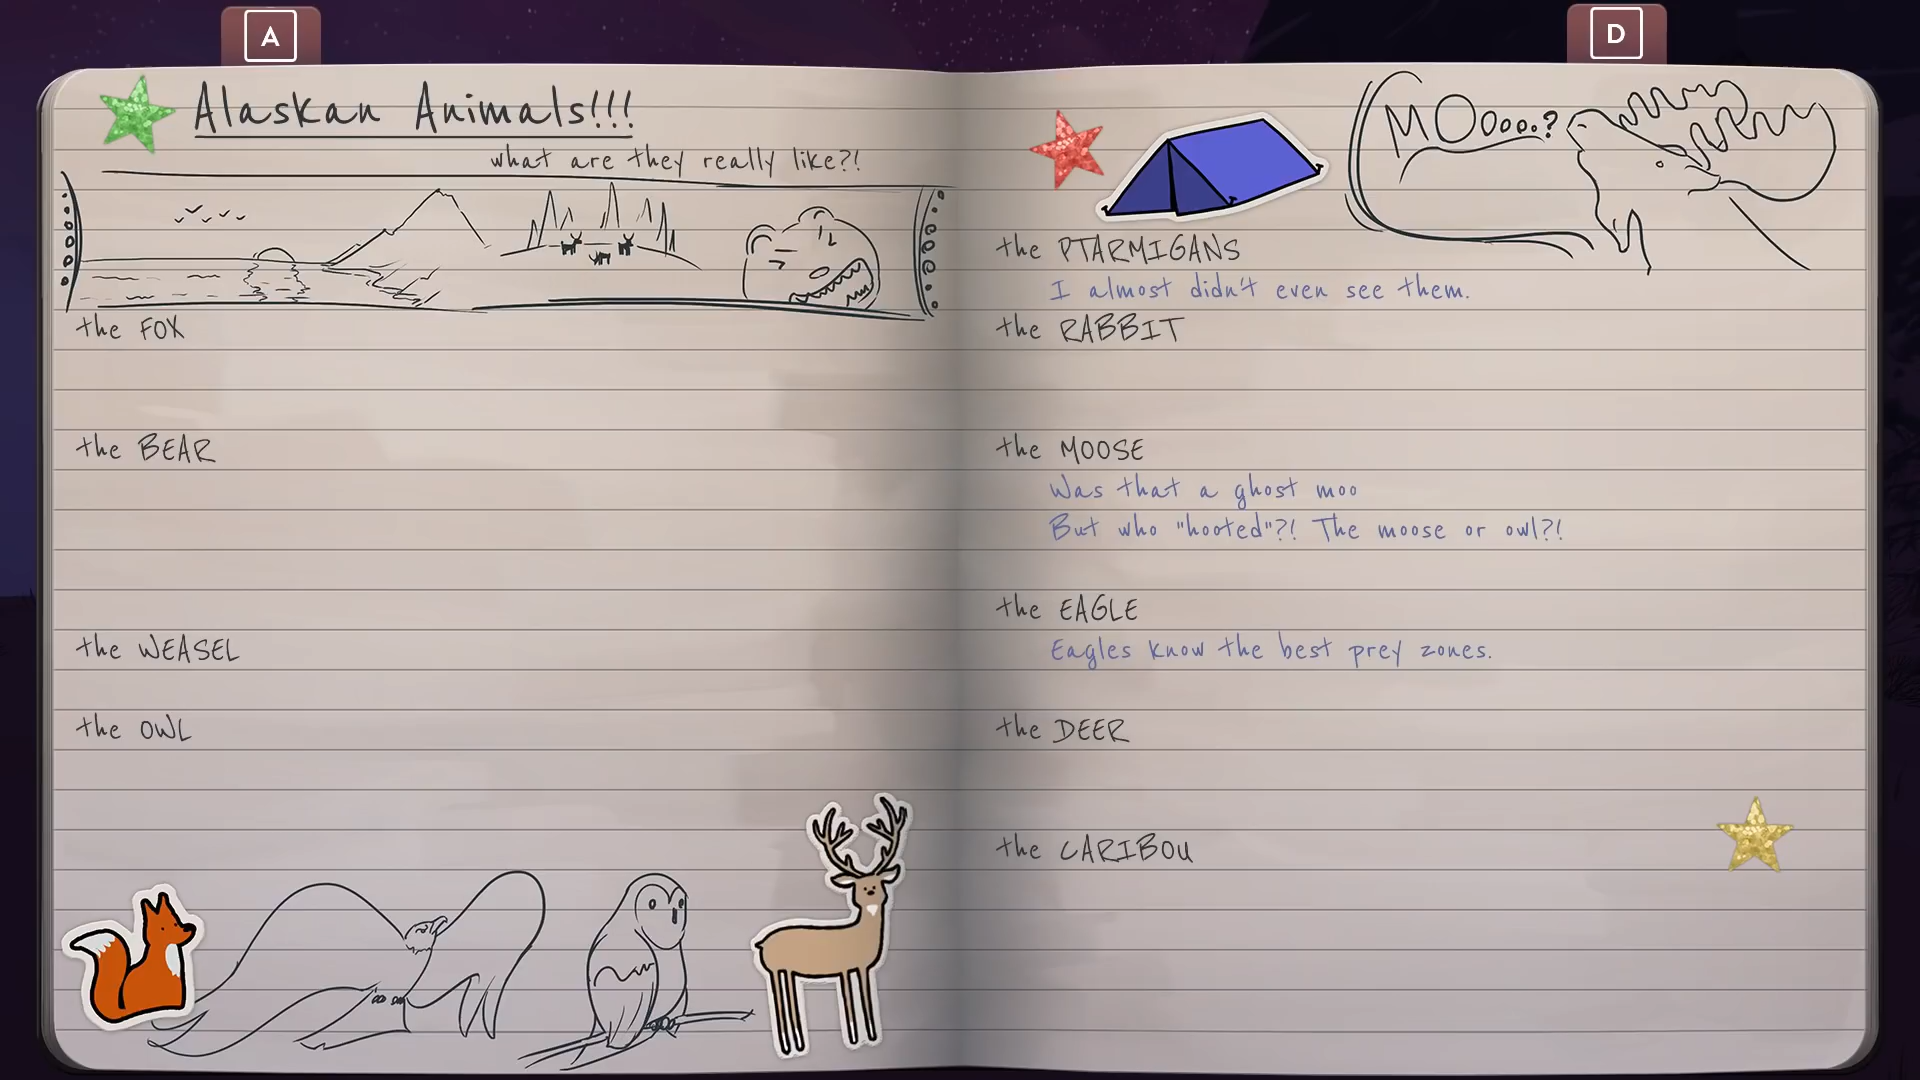 A
D
Alaskan Animals!!!
what are they really like?!
the FOX
the BEAR
the WEASEL
the OWL
MOoooo.?
the PTARMIGANS
I almost didn't even see them.
the RABBIT
the MOOSE
Was that a ghost moo
But who "hooted"?! The moose or owl?!
the EAGLE
Eagles know the best prey zones.
the DEER
the CARIBOU